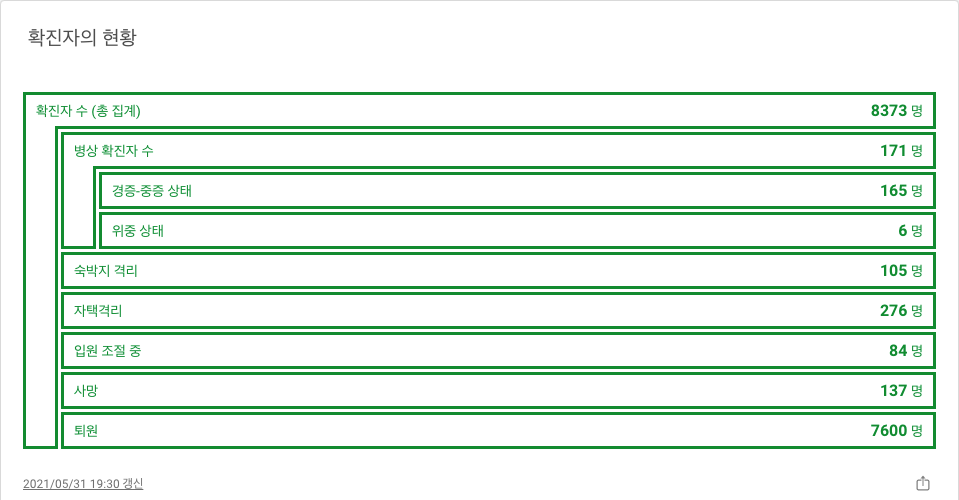 확진자의 현황
확진자 수 (총 집계) 8373 명
병상 확진자 수 171 명
경증-중증 상태 165 명
위중 상태 6 명
숙박지 격리 105 명
자택격리 276 명
입원 조절 중 84 명
사망 137 명
퇴원 7600 명
2021/05/31 19:30 갱신